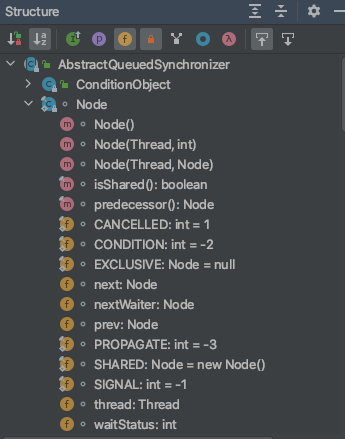 Structure
AbstractQueuedSynchronizer
ConditionObject
Node
Node()
Node(Thread, int)
Node(Thread, Node)
isShared(): boolean
predecessor(): Node
CANCELLED: int = 1
CONDITION: int = -2
EXCLUSIVE: Node = null
next: Node
nextWaiter: Node
prev: Node
PROPAGATE: int = -3
SHARED: Node = new Node()
SIGNAL: int = -1
thread: Thread
waitStatus: int